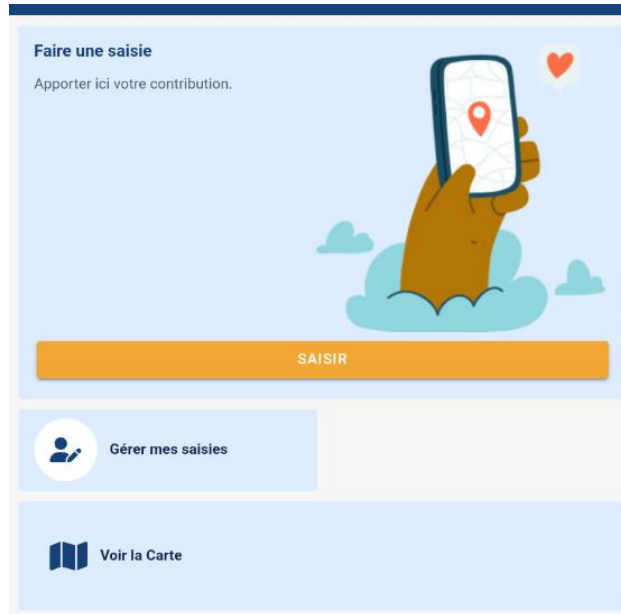 Faire une saisie
Apporter ici votre contribution.
SAISIR
Gérer mes saisies
Voir la Carte